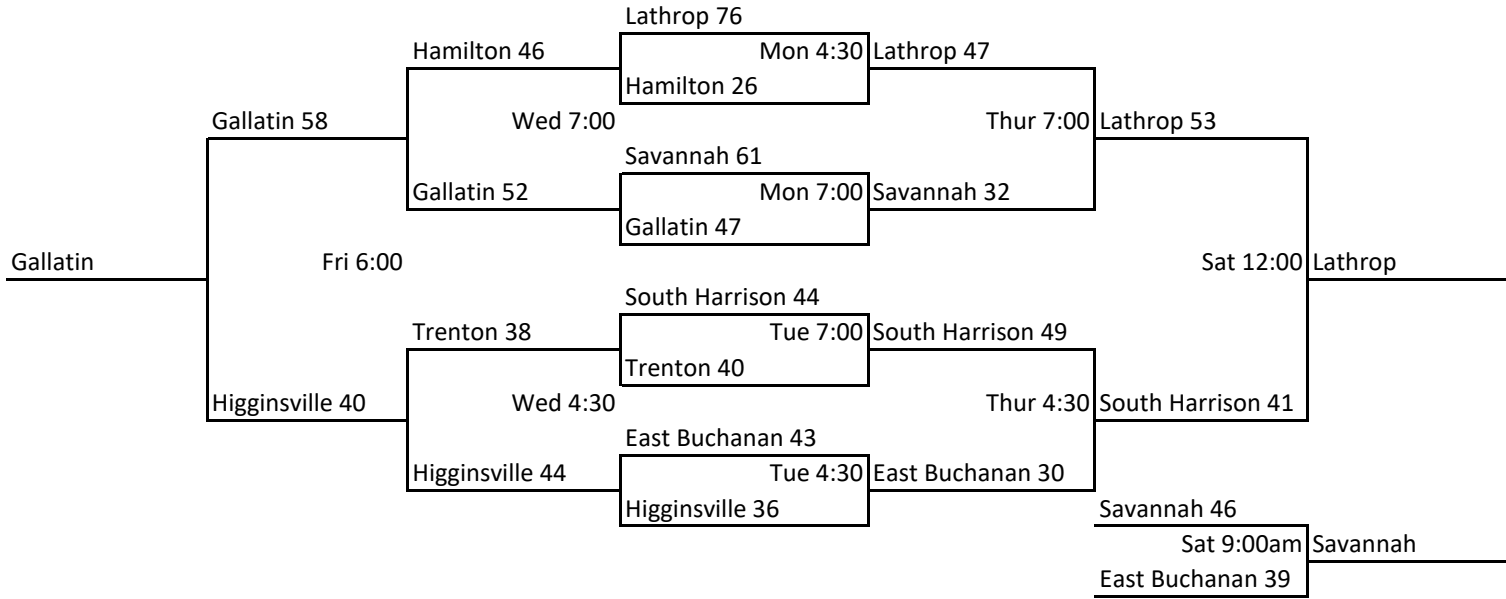 Lathrop 76
Hamilton 46
Mon 4:30
Lathrop 47
Hamilton 26
Gallatin 58
Wed 7:00
Thur 7:00
Lathrop 53
Savannah 61
Gallatin 52
Mon 7:00
Savannah 32
Gallatin 47
Gallatin
Fri 6:00
Sat 12:00
Lathrop
South Harrison 44
Trenton 38
Tue 7:00
South Harrison 49
Trenton 40
Higginsville 40
Wed 4:30
Thur 4:30
South Harrison 41
East Buchanan 43
Higginsville 44
Tue 4:30
East Buchanan 30
Higginsville 36
Savannah 46
Sat 9:00am
Savannah
East Buchanan 39